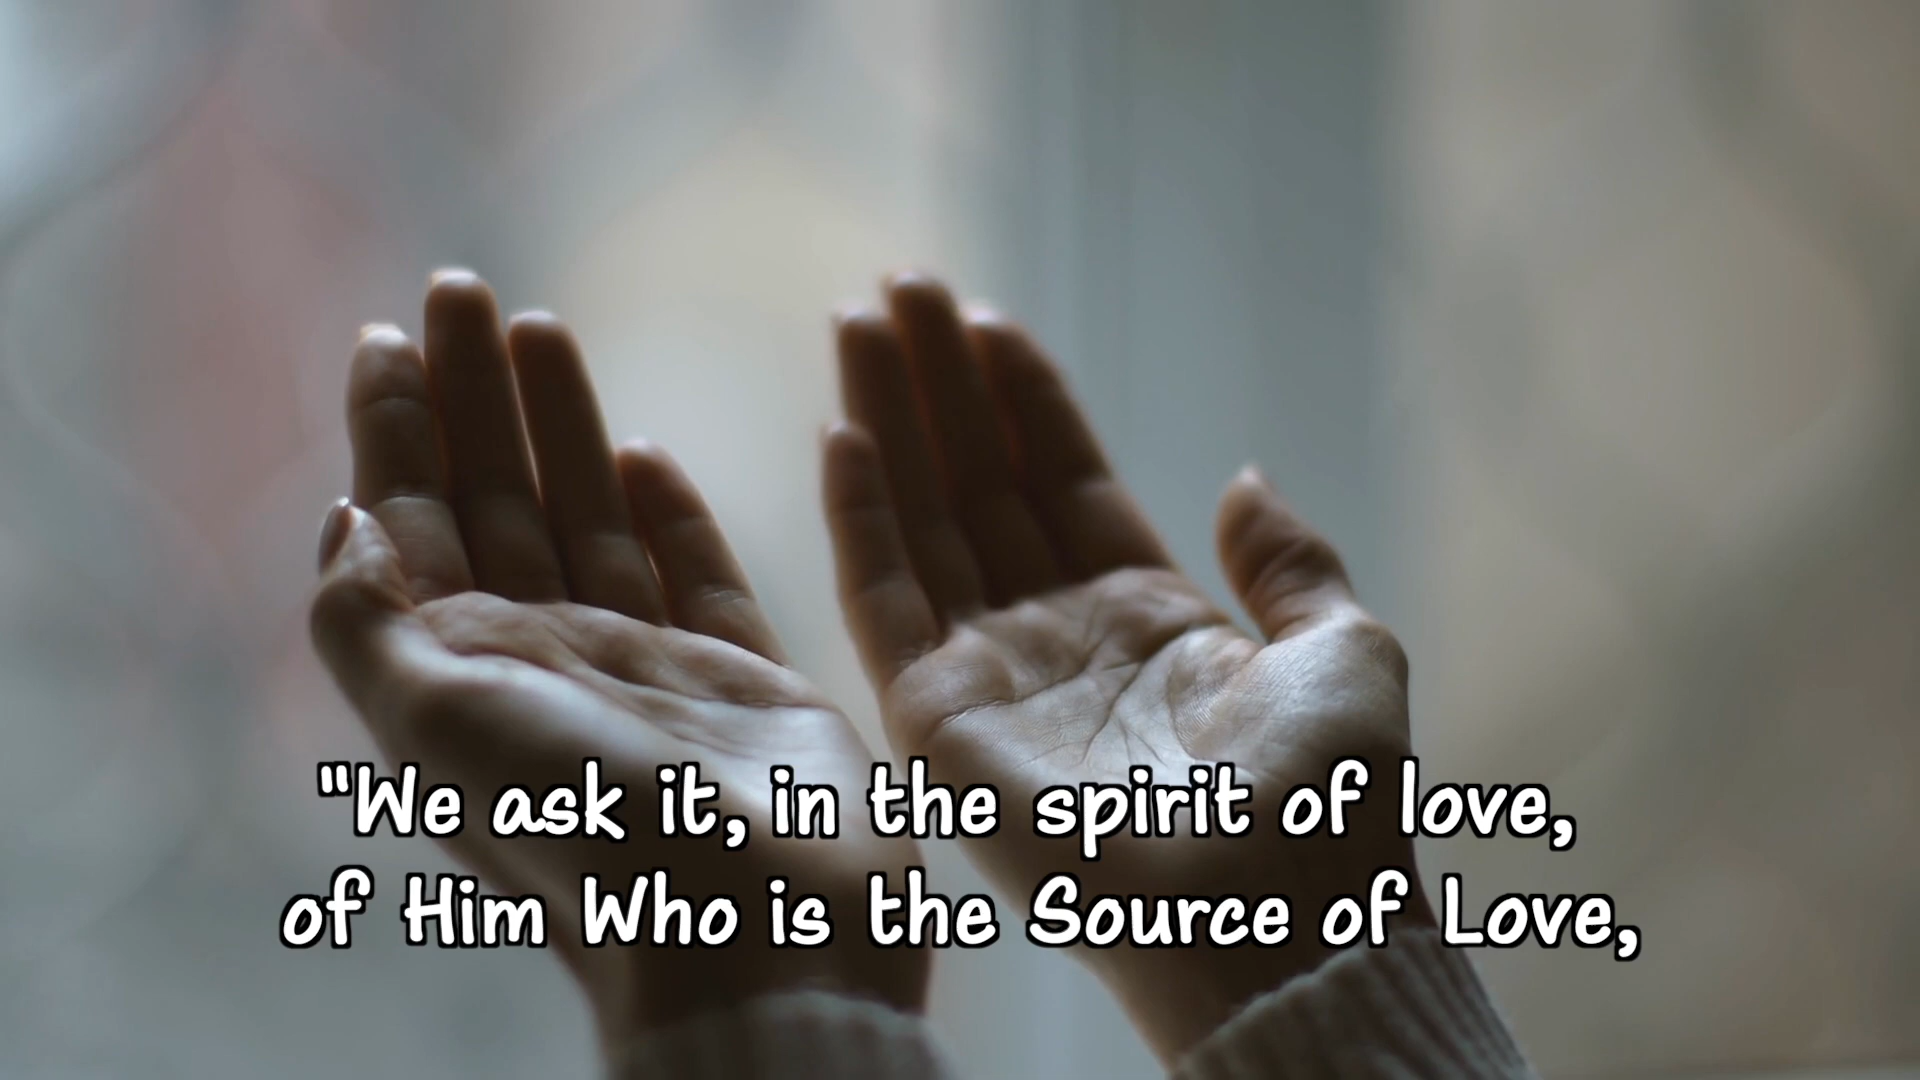 "We ask it, in the spirit of love,
of Him Who is the Source of Love,